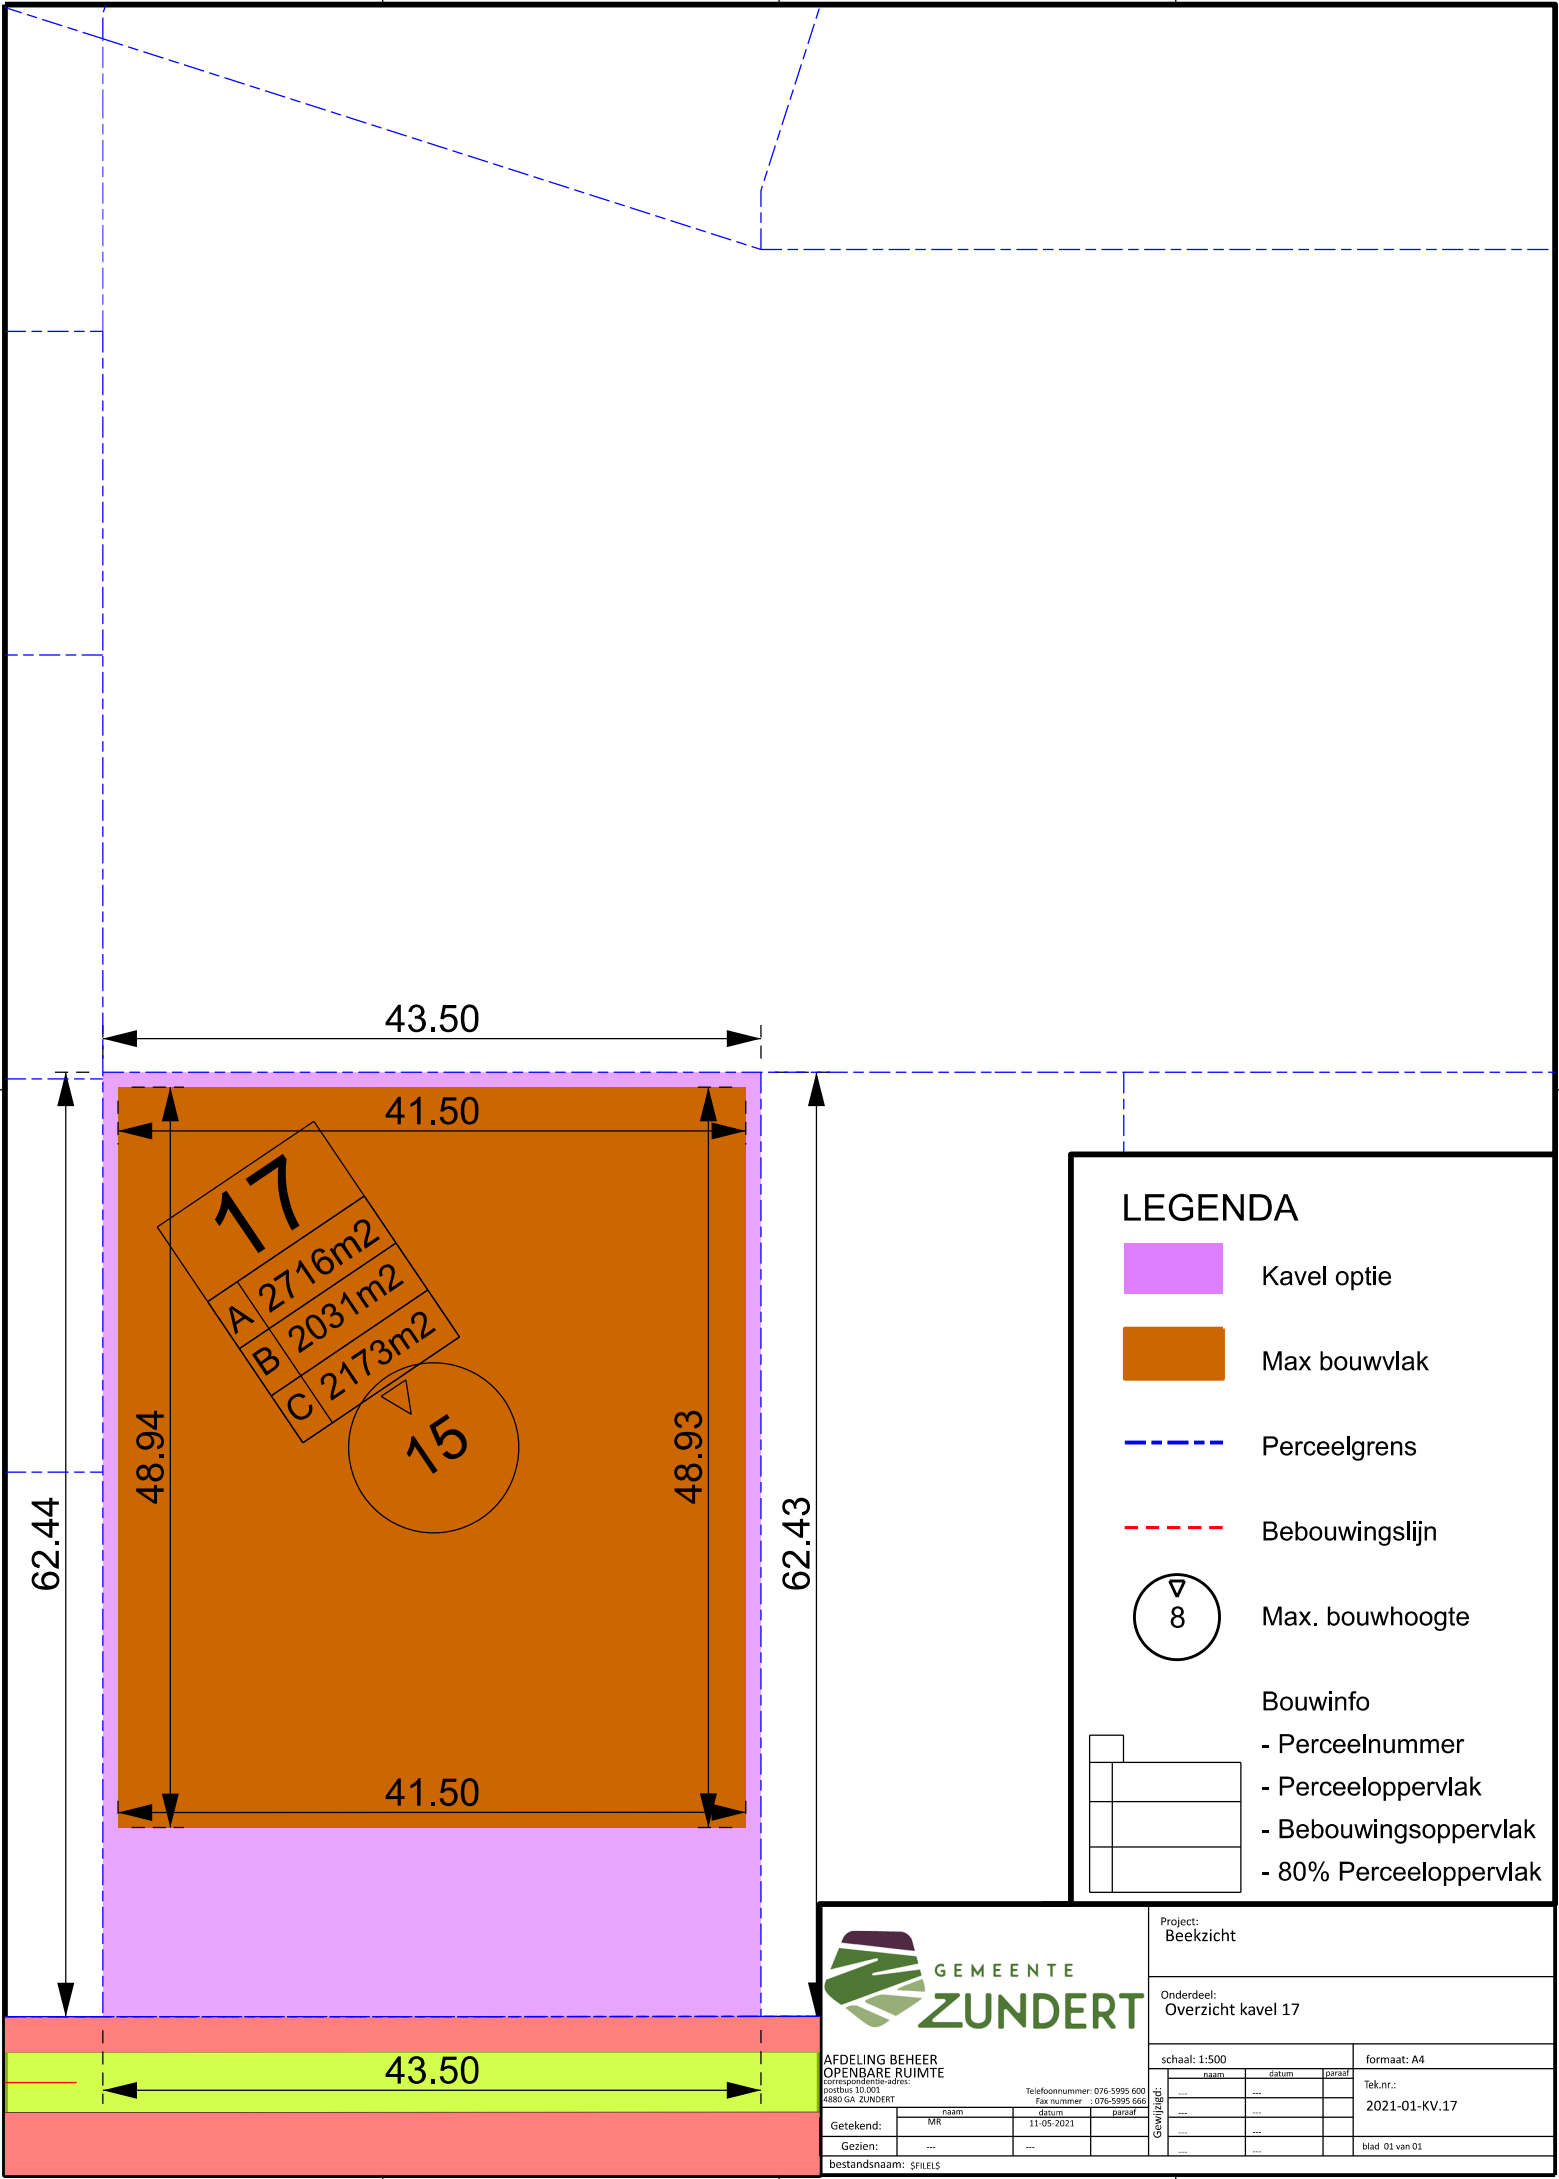 43.50
41.50
17
A 2716m2
B 2031m2
C 2173m2
15
48.94
48.93
62.44
62.43
41.50
43.50
LEGENDA
Kavel optie
Max bouwvlak
Perceelgrens
Bebouwingslijn
8 Max. bouwhoogte
Bouwinfo
- Perceelnummer
- Perceeloppervlak
- Bebouwingsoppervlak
- 80% Perceeloppervlak
GEMEENTE
ZUNDERT
AFDELING BEHEER
OPENBARE RUIMTE
correspondentie-adres:
postbus 10.001
4880 GA ZUNDERT
Telefoonnummer: 076-5995 600
Fax nummer : 076-5995 666
naam datum paraaf
Getekend: MR 11-05-2021
Gezien: --- ---
bestandsnaam: $FILEL$
Project:
Beekzicht
Onderdeel:
Overzicht kavel 17
schaal: 1:500
formaat: A4
Gewijzigd:
naam datum paraaf
--- ---
--- ---
--- ---
--- ---
Tek.nr.:
2021-01-KV.17
blad 01 van 01